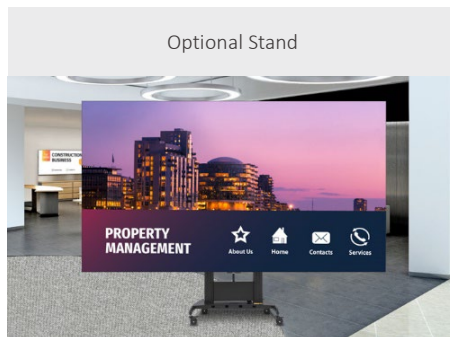 Optional Stand
CONSTRUCTION
BUSINESS
PROPERTY
MANAGEMENT
About Us
Home
Contacts
Services